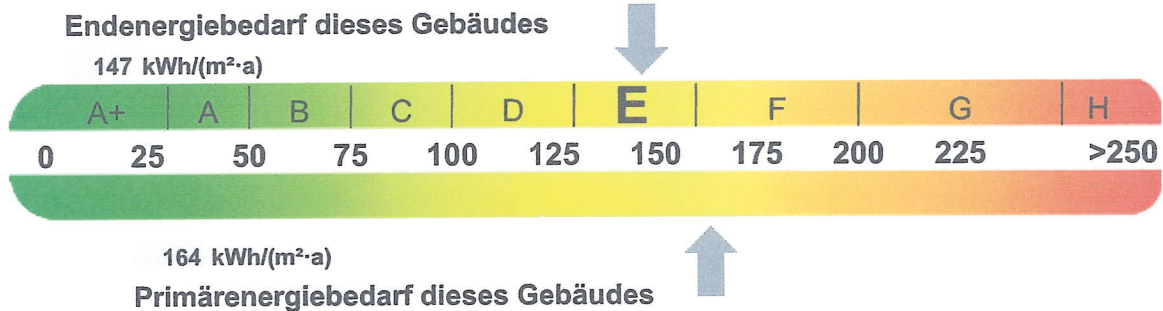 Endenergiebedarf dieses Gebäudes
147 kWh/(m²·a)
A+ A B C D E F G H
0 25 50 75 100 125 150 175 200 225 >250
164 kWh/(m²·a)
Primärenergiebedarf dieses Gebäudes